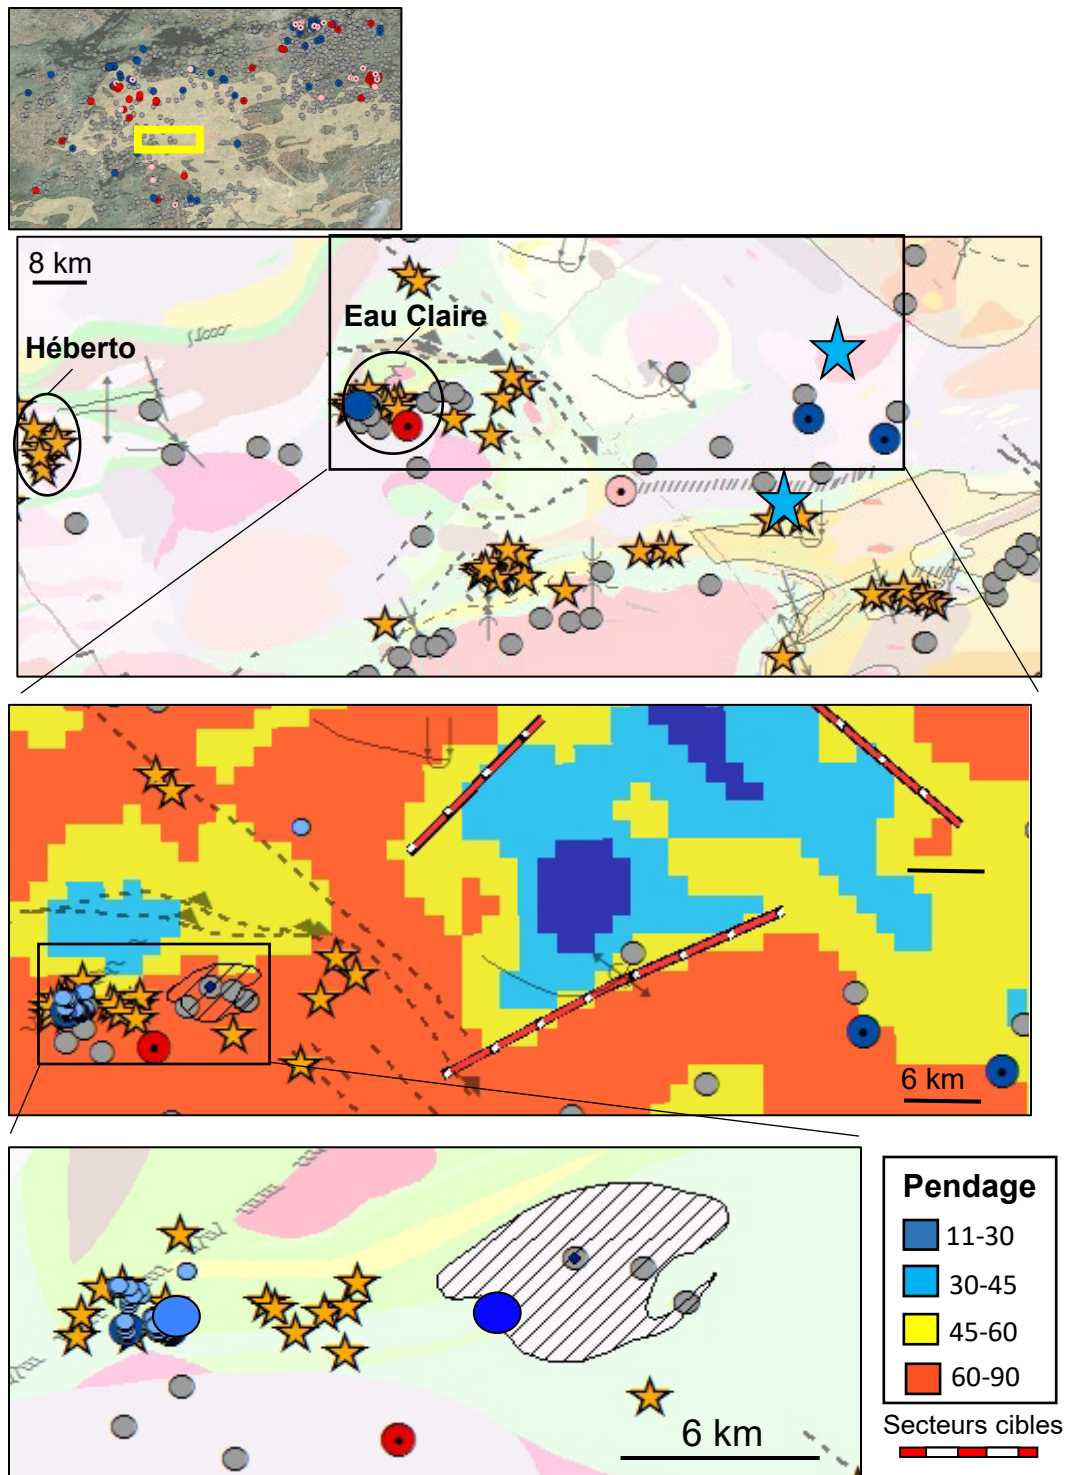 8 km
Eau Claire
Héberto
6 km
6 km
Pendage
11-30
30-45
45-60
60-90
Secteurs cibles